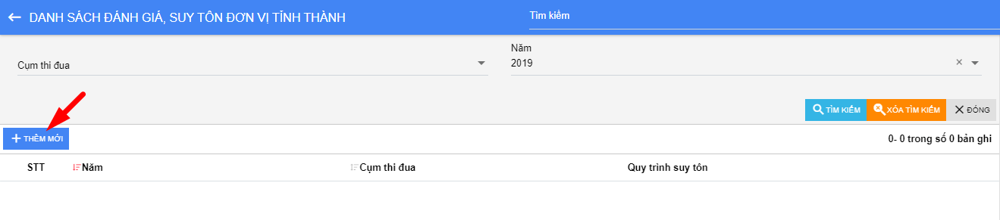 DANH SÁCH ĐÁNH GIÁ, SUY TÔN ĐƠN VỊ TỈNH THÀNH
Tìm kiếm
Cụm thi đua
Năm
2019
TÌM KIẾM
XÓA TÌM KIẾM
ĐÓNG
THÊM MỚI
0- 0 trong số 0 bản ghi
STT Năm Cụm thi đua Quy trình suy tôn